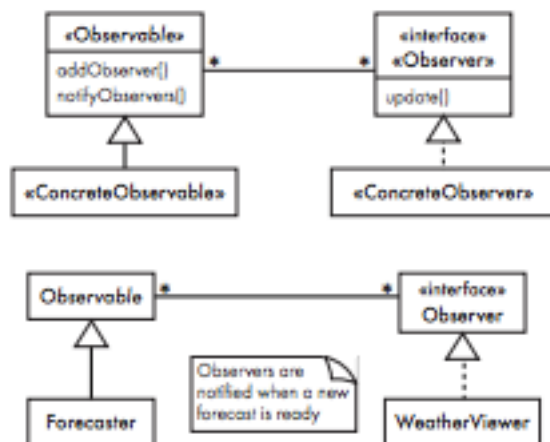 «Observable»
addObserver()
notifyObservers()
*
*
«interface»
«Observer»
update()
«ConcreteObservable»
«ConcreteObserver»
Observable
*
*
«interface»
Observer
Observers are
notified when a new
forecast is ready
Forecaster
WeatherViewer